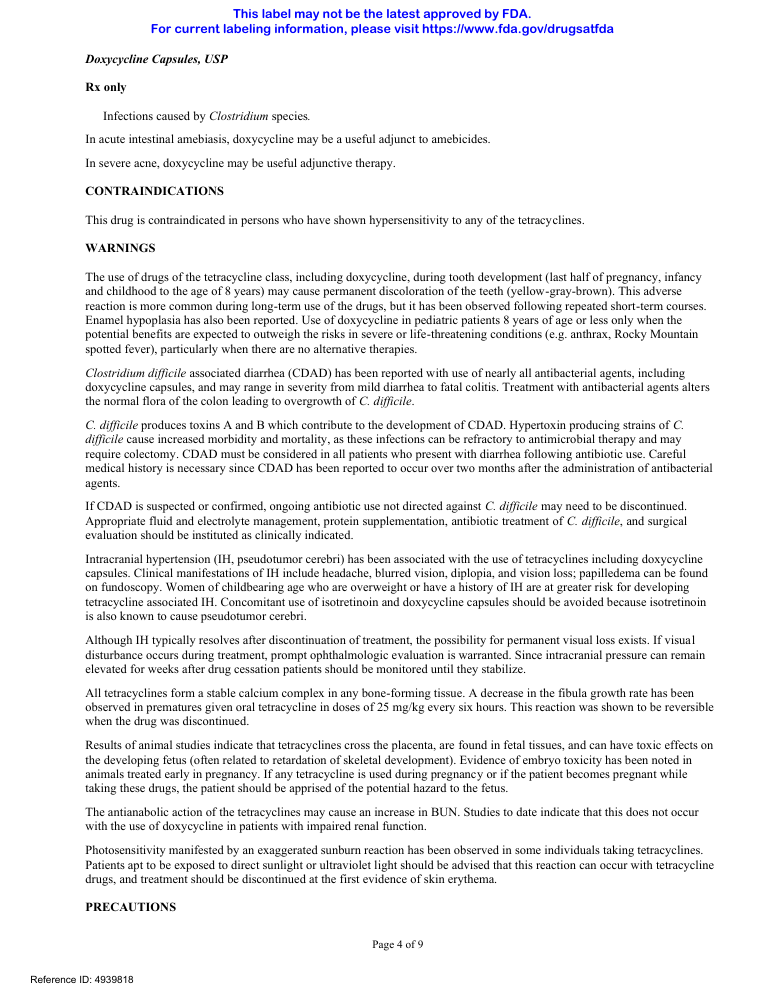 This label may not be the latest approved by FDA.
For current labeling information, please visit https://www.fda.gov/drugsatfda
Doxycycline Capsules, USP
Rx only
Infections caused by Clostridium species.
In acute intestinal amebiasis, doxycycline may be a useful adjunct to amebicides.
In severe acne, doxycycline may be useful adjunctive therapy.
CONTRAINDICATIONS
This drug is contraindicated in persons who have shown hypersensitivity to any of the tetracyclines.
WARNINGS
The use of drugs of the tetracycline class, including doxycycline, during tooth development (last half of pregnancy, infancy
and childhood to the age of 8 years) may cause permanent discoloration of the teeth (yellow-gray-brown). This adverse
reaction is more common during long-term use of the drugs, but it has been observed following repeated short-term courses.
Enamel hypoplasia has also been reported. Use of doxycycline in pediatric patients 8 years of age or less only when the
potential benefits are expected to outweigh the risks in severe or life-threatening conditions (e.g. anthrax, Rocky Mountain
spotted fever), particularly when there are no alternative therapies.
Clostridium difficile associated diarrhea (CDAD) has been reported with use of nearly all antibacterial agents, including
doxycycline capsules, and may range in severity from mild diarrhea to fatal colitis. Treatment with antibacterial agents alters
the normal flora of the colon leading to overgrowth of C. difficile.
C. difficile produces toxins A and B which contribute to the development of CDAD. Hypertoxin producing strains of C.
difficile cause increased morbidity and mortality, as these infections can be refractory to antimicrobial therapy and may
require colectomy. CDAD must be considered in all patients who present with diarrhea following antibiotic use. Careful
medical history is necessary since CDAD has been reported to occur over two months after the administration of antibacterial
agents.
If CDAD is suspected or confirmed, ongoing antibiotic use not directed against C. difficile may need to be discontinued.
Appropriate fluid and electrolyte management, protein supplementation, antibiotic treatment of C. difficile, and surgical
evaluation should be instituted as clinically indicated.
Intracranial hypertension (IH, pseudotumor cerebri) has been associated with the use of tetracyclines including doxycycline
capsules. Clinical manifestations of IH include headache, blurred vision, diplopia, and vision loss; papilledema can be found
on fundoscopy. Women of childbearing age who are overweight or have a history of IH are at greater risk for developing
tetracycline associated IH. Concomitant use of isotretinoin and doxycycline capsules should be avoided because isotretinoin
is also known to cause pseudotumor cerebri.
Although IH typically resolves after discontinuation of treatment, the possibility for permanent visual loss exists. If visual
disturbance occurs during treatment, prompt ophthalmologic evaluation is warranted. Since intracranial pressure can remain
elevated for weeks after drug cessation patients should be monitored until they stabilize.
All tetracyclines form a stable calcium complex in any bone-forming tissue. A decrease in the fibula growth rate has been
observed in prematures given oral tetracycline in doses of 25 mg/kg every six hours. This reaction was shown to be reversible
when the drug was discontinued.
Results of animal studies indicate that tetracyclines cross the placenta, are found in fetal tissues, and can have toxic effects on
the developing fetus (often related to retardation of skeletal development). Evidence of embryo toxicity has been noted in
animals treated early in pregnancy. If any tetracycline is used during pregnancy or if the patient becomes pregnant while
taking these drugs, the patient should be apprised of the potential hazard to the fetus.
The antianabolic action of the tetracyclines may cause an increase in BUN. Studies to date indicate that this does not occur
with the use of doxycycline in patients with impaired renal function.
Photosensitivity manifested by an exaggerated sunburn reaction has been observed in some individuals taking tetracyclines.
Patients apt to be exposed to direct sunlight or ultraviolet light should be advised that this reaction can occur with tetracycline
drugs, and treatment should be discontinued at the first evidence of skin erythema.
PRECAUTIONS
Page 4 of 9
Reference ID: 4939818